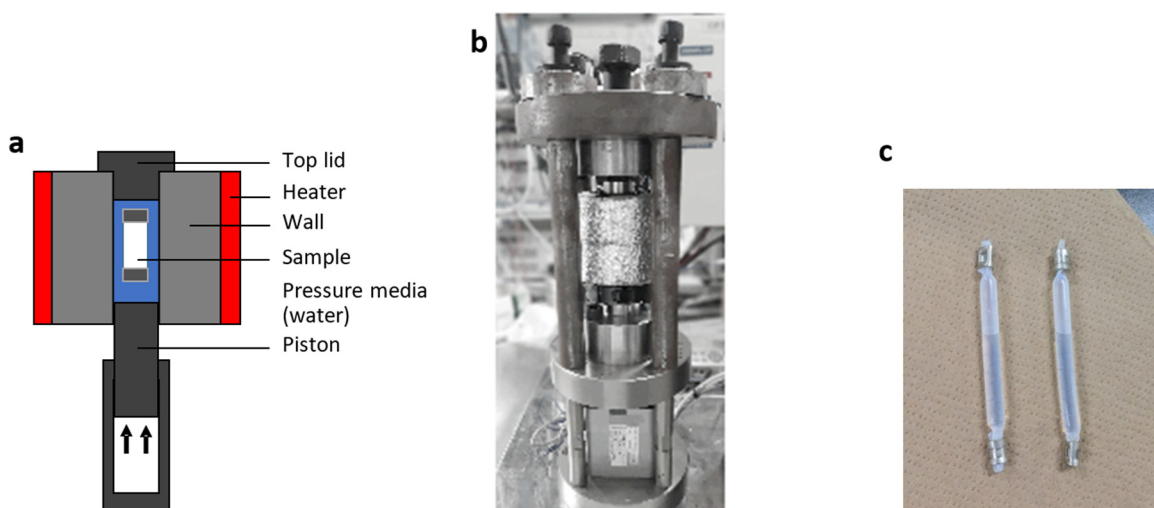 a
Top lid
Heater
Wall
Sample
Pressure media
(water)
Piston
b
c